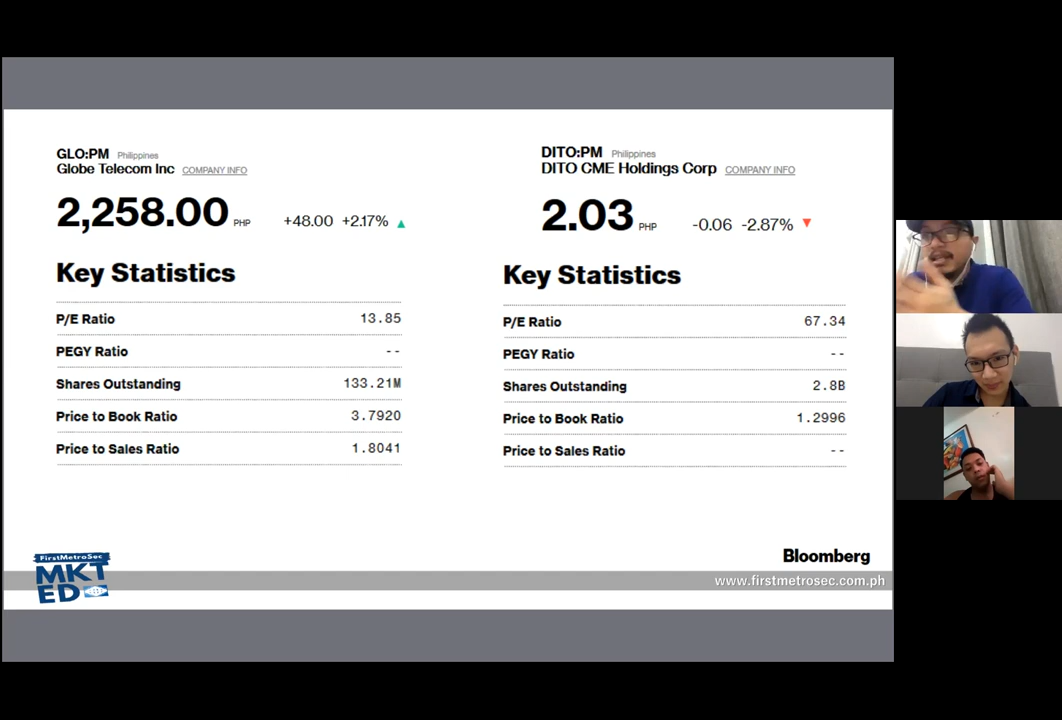 GLO:PM Philippines
Globe Telecom Inc COMPANY INFO
2,258.00 PHP +48.00 +2.17%
Key Statistics
P/E Ratio 13.85
PEGY Ratio --
Shares Outstanding 133.21M
Price to Book Ratio 3.7920
Price to Sales Ratio 1.8041
DITO:PM Philippines
DITO CME Holdings Corp COMPANY INFO
2.03 PHP -0.06 -2.87%
Key Statistics
P/E Ratio 67.34
PEGY Ratio --
Shares Outstanding 2.8B
Price to Book Ratio 1.2996
Price to Sales Ratio --
FirstMetroSec
MKT
ED
Bloomberg
www.firstmetrosec.com.ph